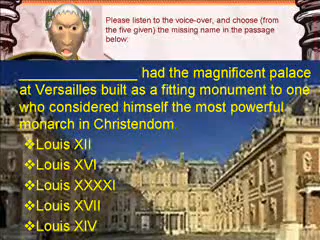 Please listen to the voice-over, and choose (from
the five given) the missing name in the passage
below:
_______________ had the magnificent palace
at Versailles built as a fitting monument to one
who considered himself the most powerful
monarch in Christendom.
❖Louis XII
❖Louis XVI
❖Louis XXXXI
❖Louis XVII
❖Louis XIV